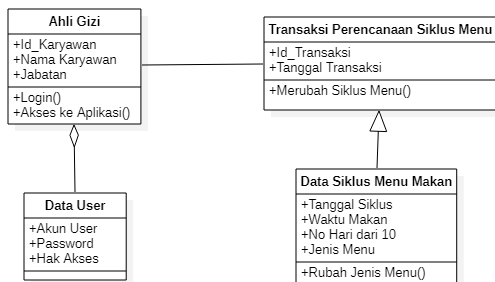 Ahli Gizi
+Id_Karyawan
+Nama Karyawan
+Jabatan
+Login()
+Akses ke Aplikasi()
Transaksi Perencanaan Siklus Menu
+Id_Transaksi
+Tanggal Transaksi
+Merubah Siklus Menu()
Data User
+Akun User
+Password
+Hak Akses
Data Siklus Menu Makan
+Tanggal Siklus
+Waktu Makan
+No Hari dari 10
+Jenis Menu
+Rubah Jenis Menu()